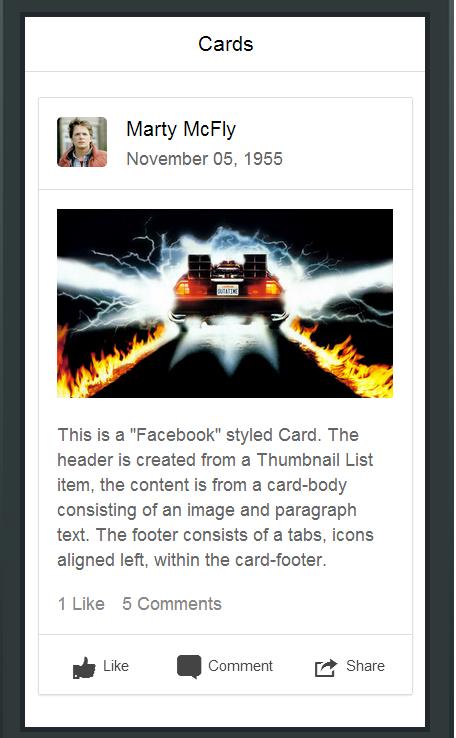 Cards
Marty McFly
November 05, 1955
OUTATIME
This is a "Facebook" styled Card. The
header is created from a Thumbnail List
item, the content is from a card-body
consisting of an image and paragraph
text. The footer consists of a tabs, icons
aligned left, within the card-footer.
1 Like 5 Comments
Like Comment Share